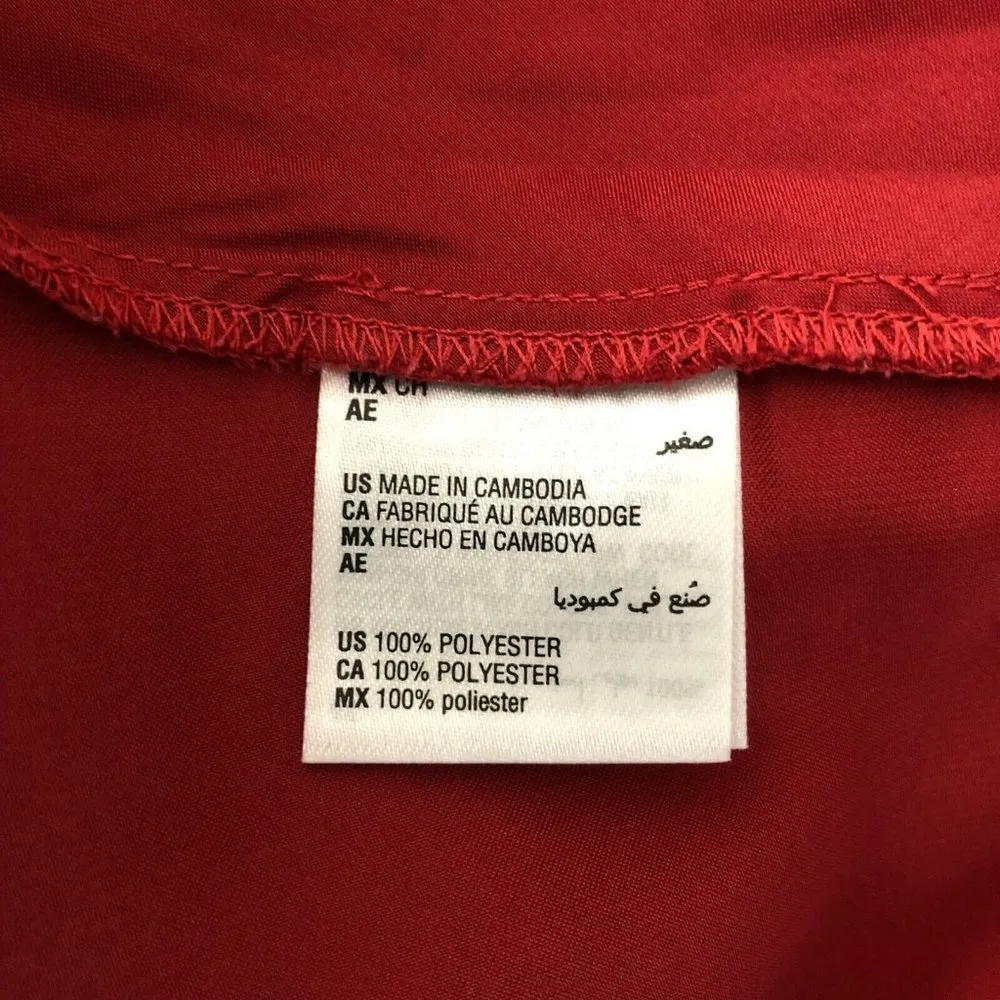 MX CH
AE
صغير
US MADE IN CAMBODIA
CA FABRIQUÉ AU CAMBODGE
MX HECHO EN CAMBOYA
AE
صُنع في كمبوديا
US 100% POLYESTER
CA 100% POLYESTER
MX 100% poliester